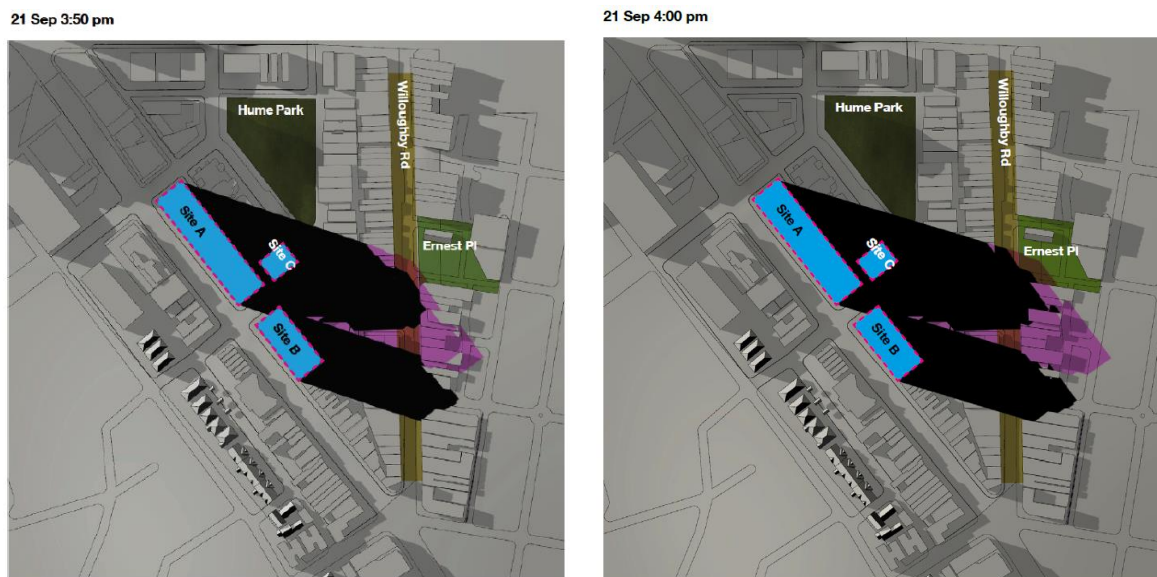 21 Sep 3:50 pm
Hume Park
Willoughby Rd
Site A
Site C
Ernest Pl
Site B
21 Sep 4:00 pm
Hume Park
Willoughby Rd
Site A
Site C
Ernest Pl
Site B